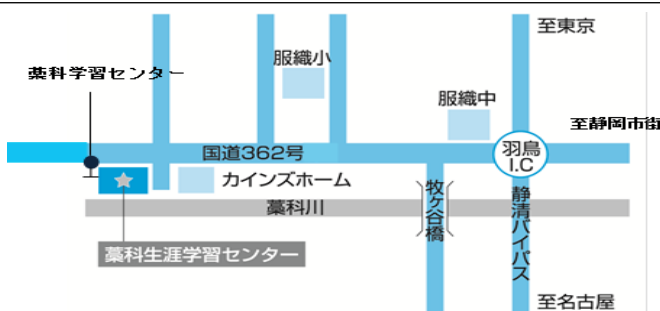 至東京
服織小
藁科学習センター
服織中
至静岡市街
国道362号
羽鳥
I.C
カインズホーム
藁科川
牧ヶ谷橋
静清バイパス
藁科生涯学習センター
至名古屋